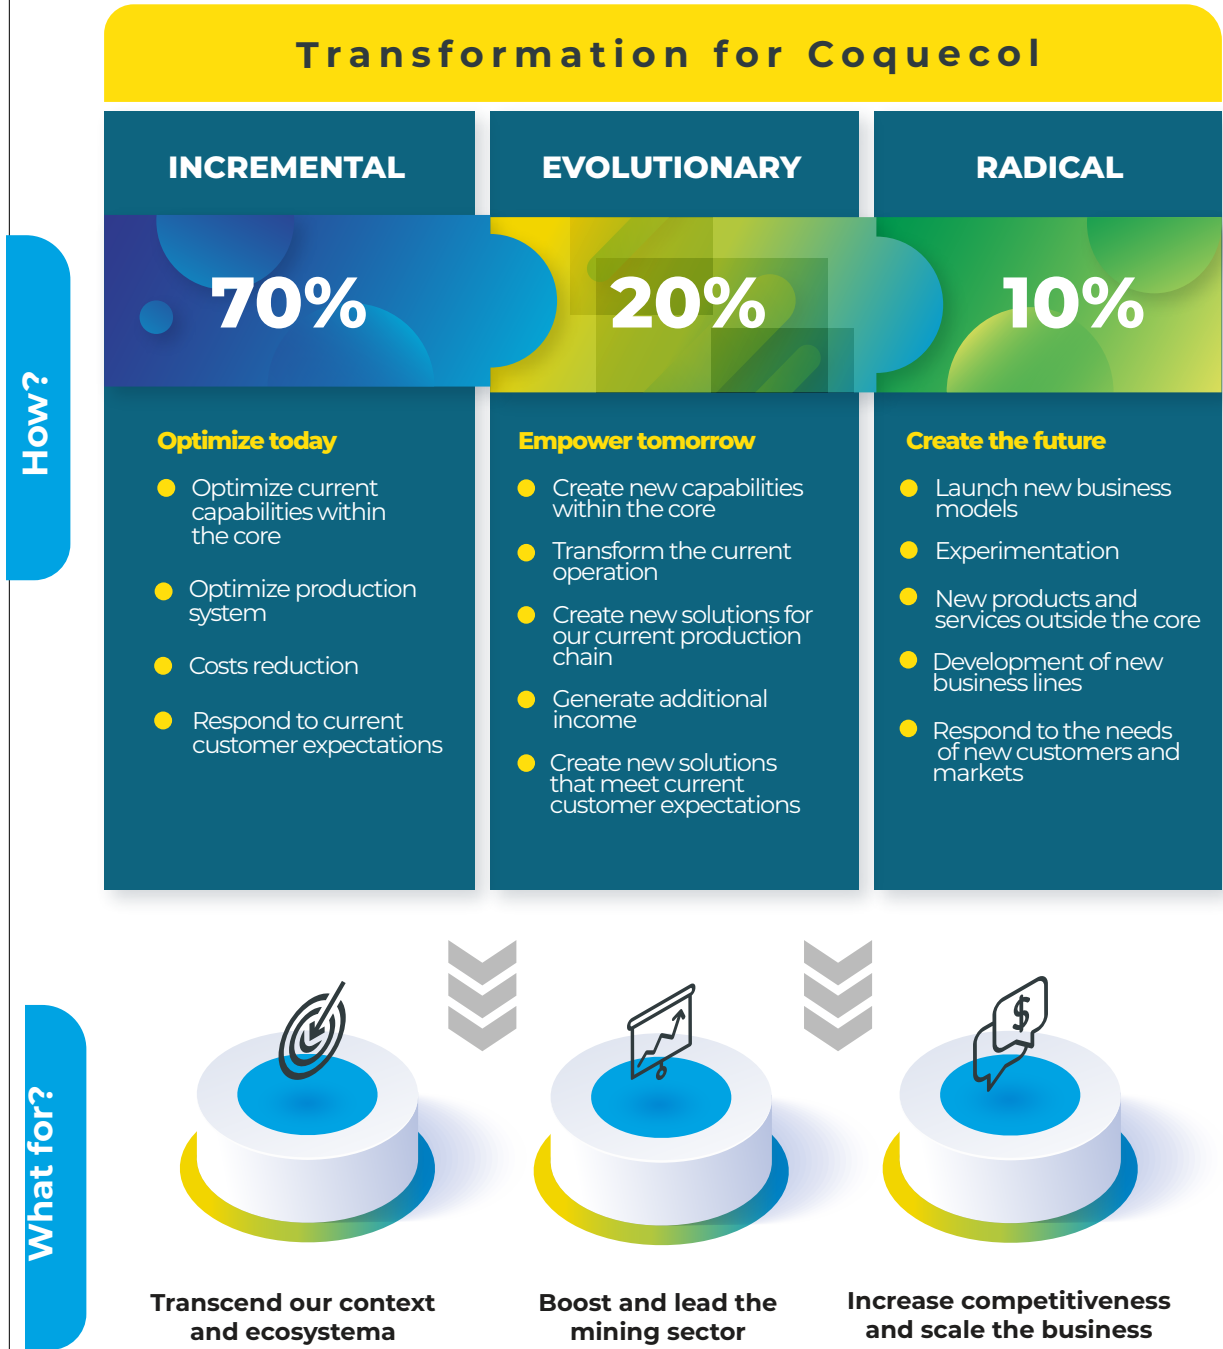 Transformation for Coquecol
How?
INCREMENTAL
70%
Optimize today
Optimize current
capabilities within
the core
Optimize production
system
Costs reduction
Respond to current
customer expectations
EVOLUTIONARY
20%
Empower tomorrow
Create new capabilities
within the core
Transform the current
operation
Create new solutions for
our current production
chain
Generate additional
income
Create new solutions
that meet current
customer expectations
RADICAL
10%
Create the future
Launch new business
models
Experimentation
New products and
services outside the core
Development of new
business lines
Respond to the needs
of new customers and
markets
What for?
Transcend our context
and ecosystema
Boost and lead the
mining sector
$
Increase competitiveness
and scale the business